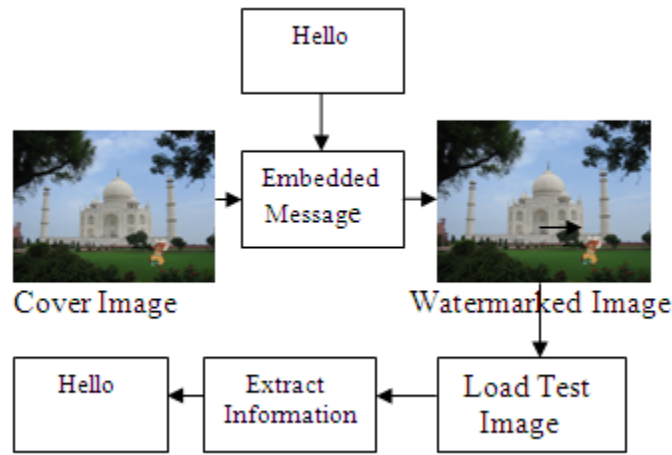 Hello
Embedded
Message
Cover Image
Watermarked Image
Hello
Extract
Information
Load Test
Image